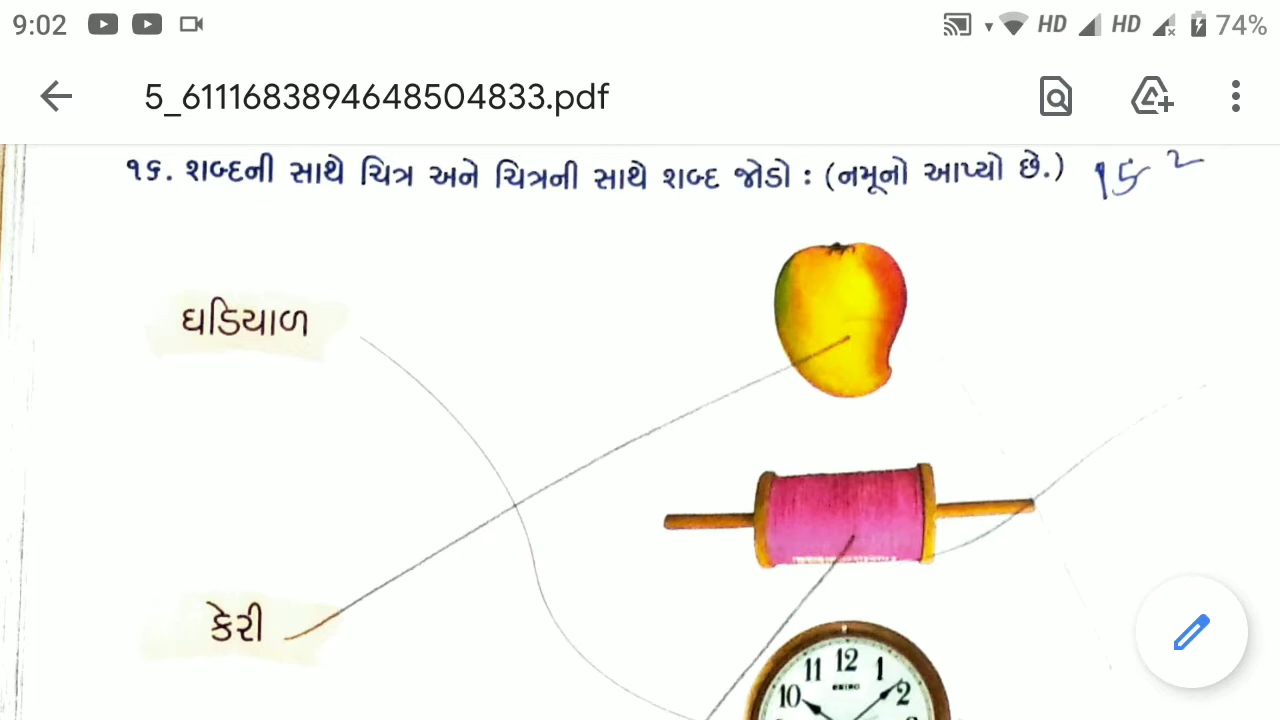 9:02 HD HD 74%
5_6111683894648504833.pdf
૧૬. શબ્દની સાથે ચિત્ર અને ચિત્રની સાથે શબ્દ જોડો : (નમૂનો આપ્યો છે.)
ઘડિયાળ
કેરી
11 12 1
10 2